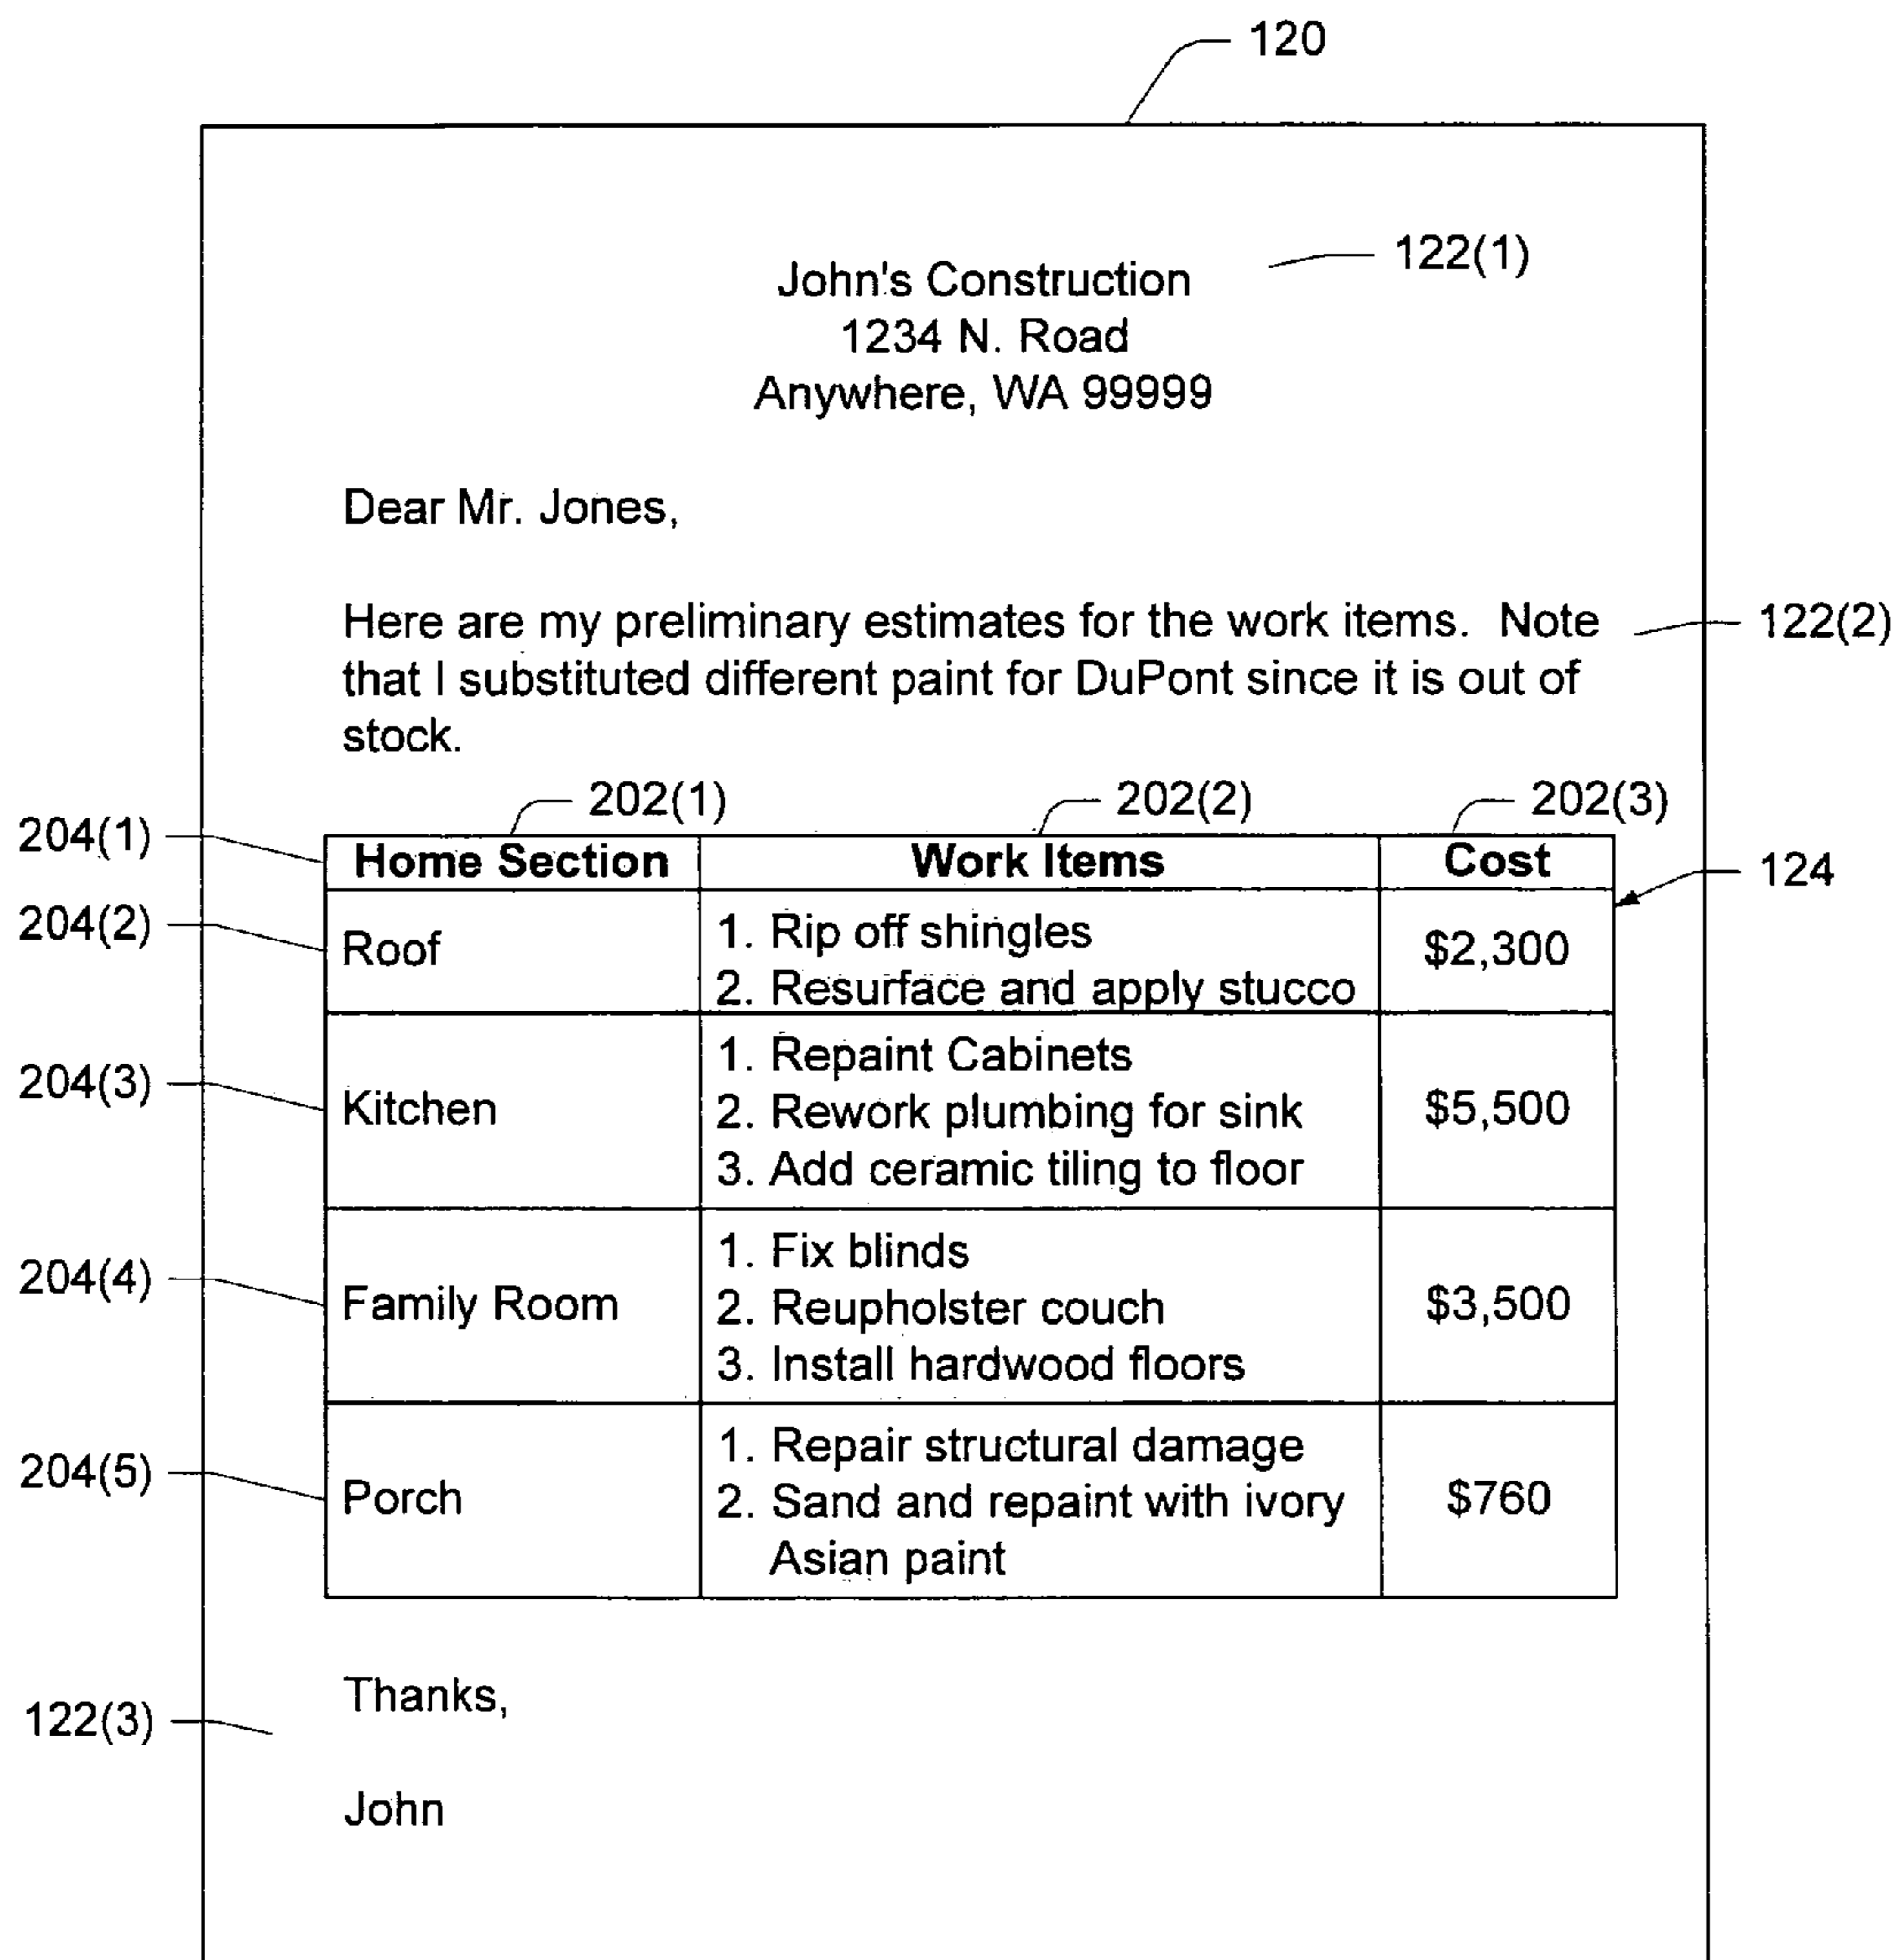 120
John's Construction 122(1)
1234 N. Road
Anywhere, WA 99999
Dear Mr. Jones,
Here are my preliminary estimates for the work items. Note 122(2)
that I substituted different paint for DuPont since it is out of
stock.
202(1) 202(2) 202(3)
204(1) Home Section Work Items Cost 124
204(2) Roof 1. Rip off shingles $2,300
2. Resurface and apply stucco
204(3) Kitchen 1. Repaint Cabinets $5,500
2. Rework plumbing for sink
3. Add ceramic tiling to floor
204(4) Family Room 1. Fix blinds $3,500
2. Reupholster couch
3. Install hardwood floors
204(5) Porch 1. Repair structural damage $760
2. Sand and repaint with ivory
Asian paint
Thanks,
122(3)
John